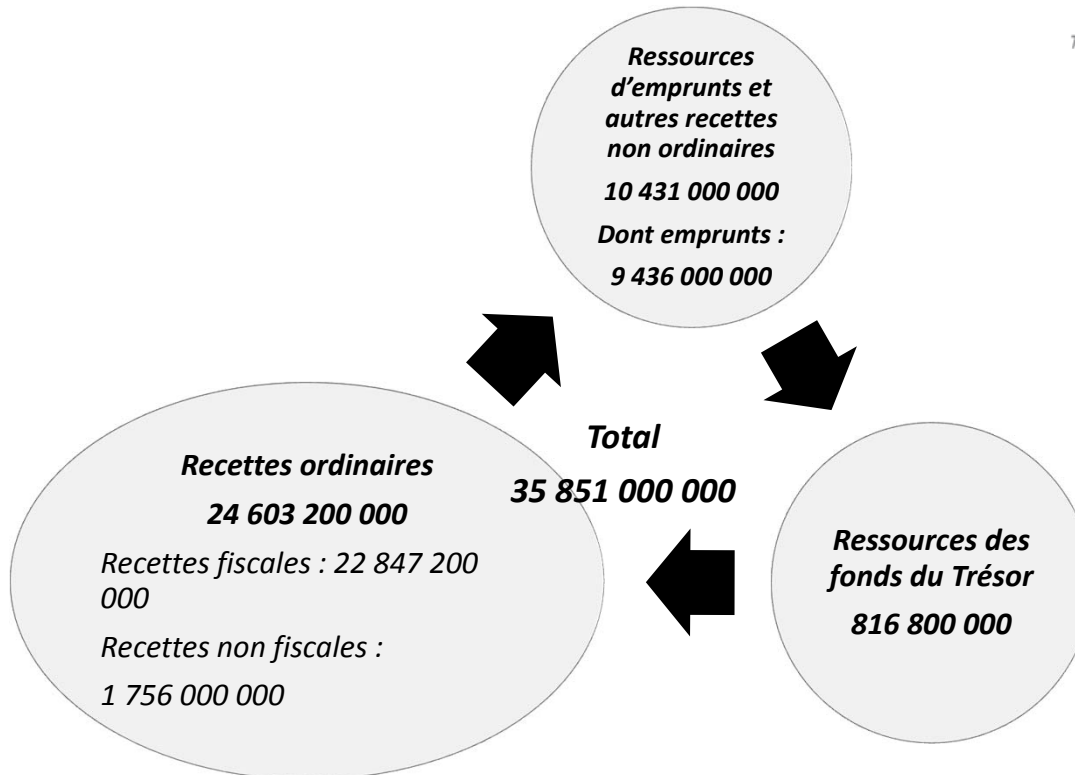 Ressources
d’emprunts et
autres recettes
non ordinaires
10 431 000 000
Dont emprunts :
9 436 000 000
Total
35 851 000 000
Recettes ordinaires
24 603 200 000
Recettes fiscales : 22 847 200
000
Recettes non fiscales :
1 756 000 000
Ressources des
fonds du Trésor
816 800 000